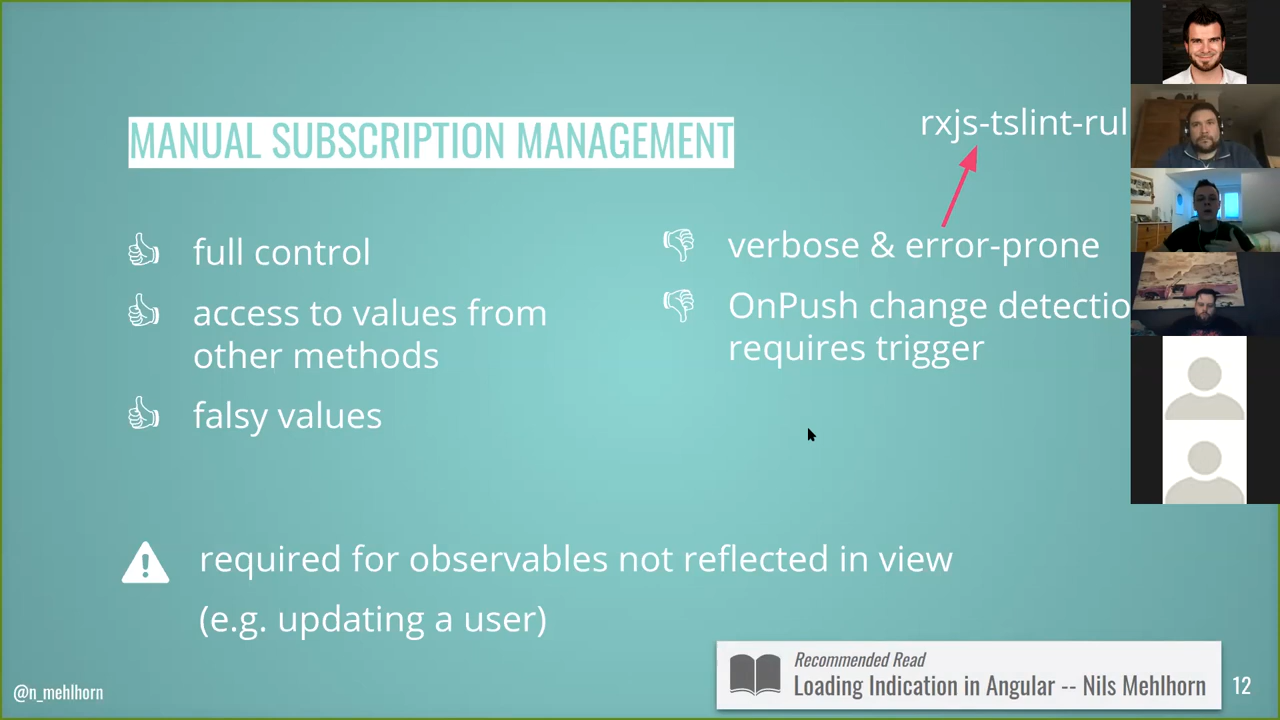 MANUAL SUBSCRIPTION MANAGEMENT
rxjs-tslint-rul
full control
access to values from
other methods
falsy values
verbose & error-prone
OnPush change detectio
requires trigger
required for observables not reflected in view
(e.g. updating a user)
Recommended Read
Loading Indication in Angular -- Nils Mehlhorn
@n_mehlhorn
12